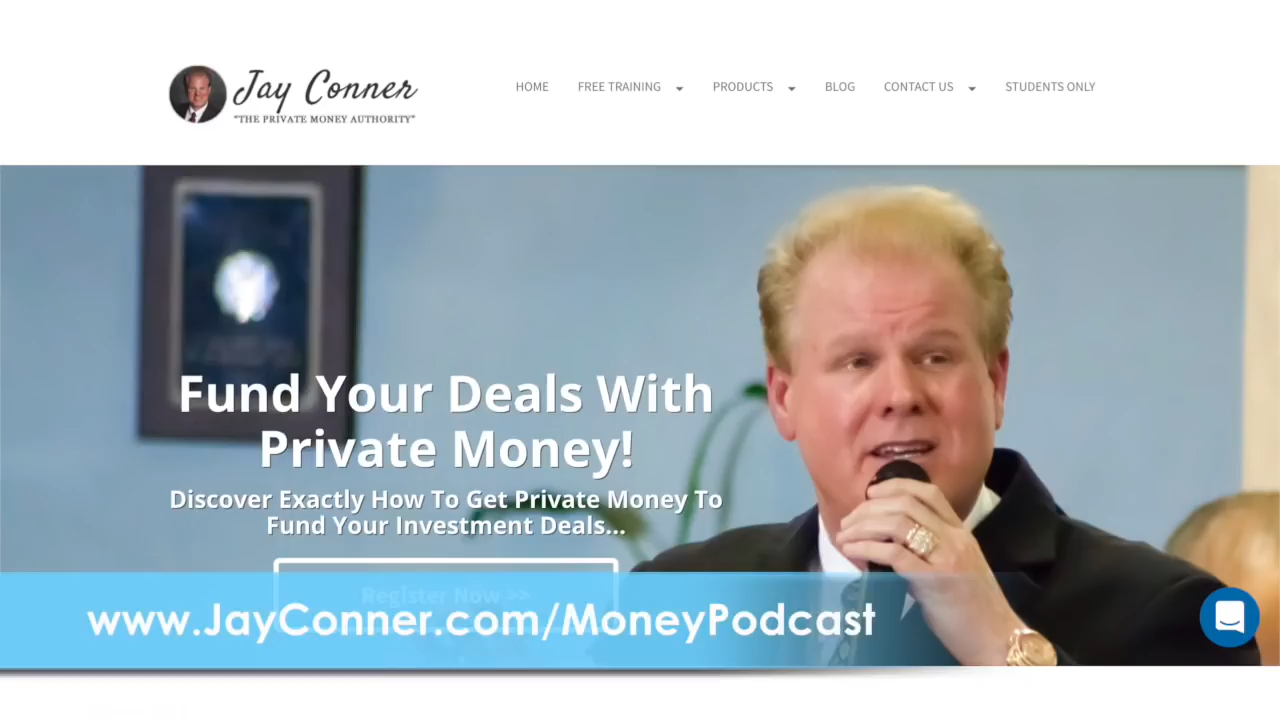 Jay Conner
"THE PRIVATE MONEY AUTHORITY"
HOME FREE TRAINING PRODUCTS BLOG CONTACT US STUDENTS ONLY
Fund Your Deals With
Private Money!
Discover Exactly How To Get Private Money To
Fund Your Investment Deals...
Register Now >>
www.JayConner.com/MoneyPodcast